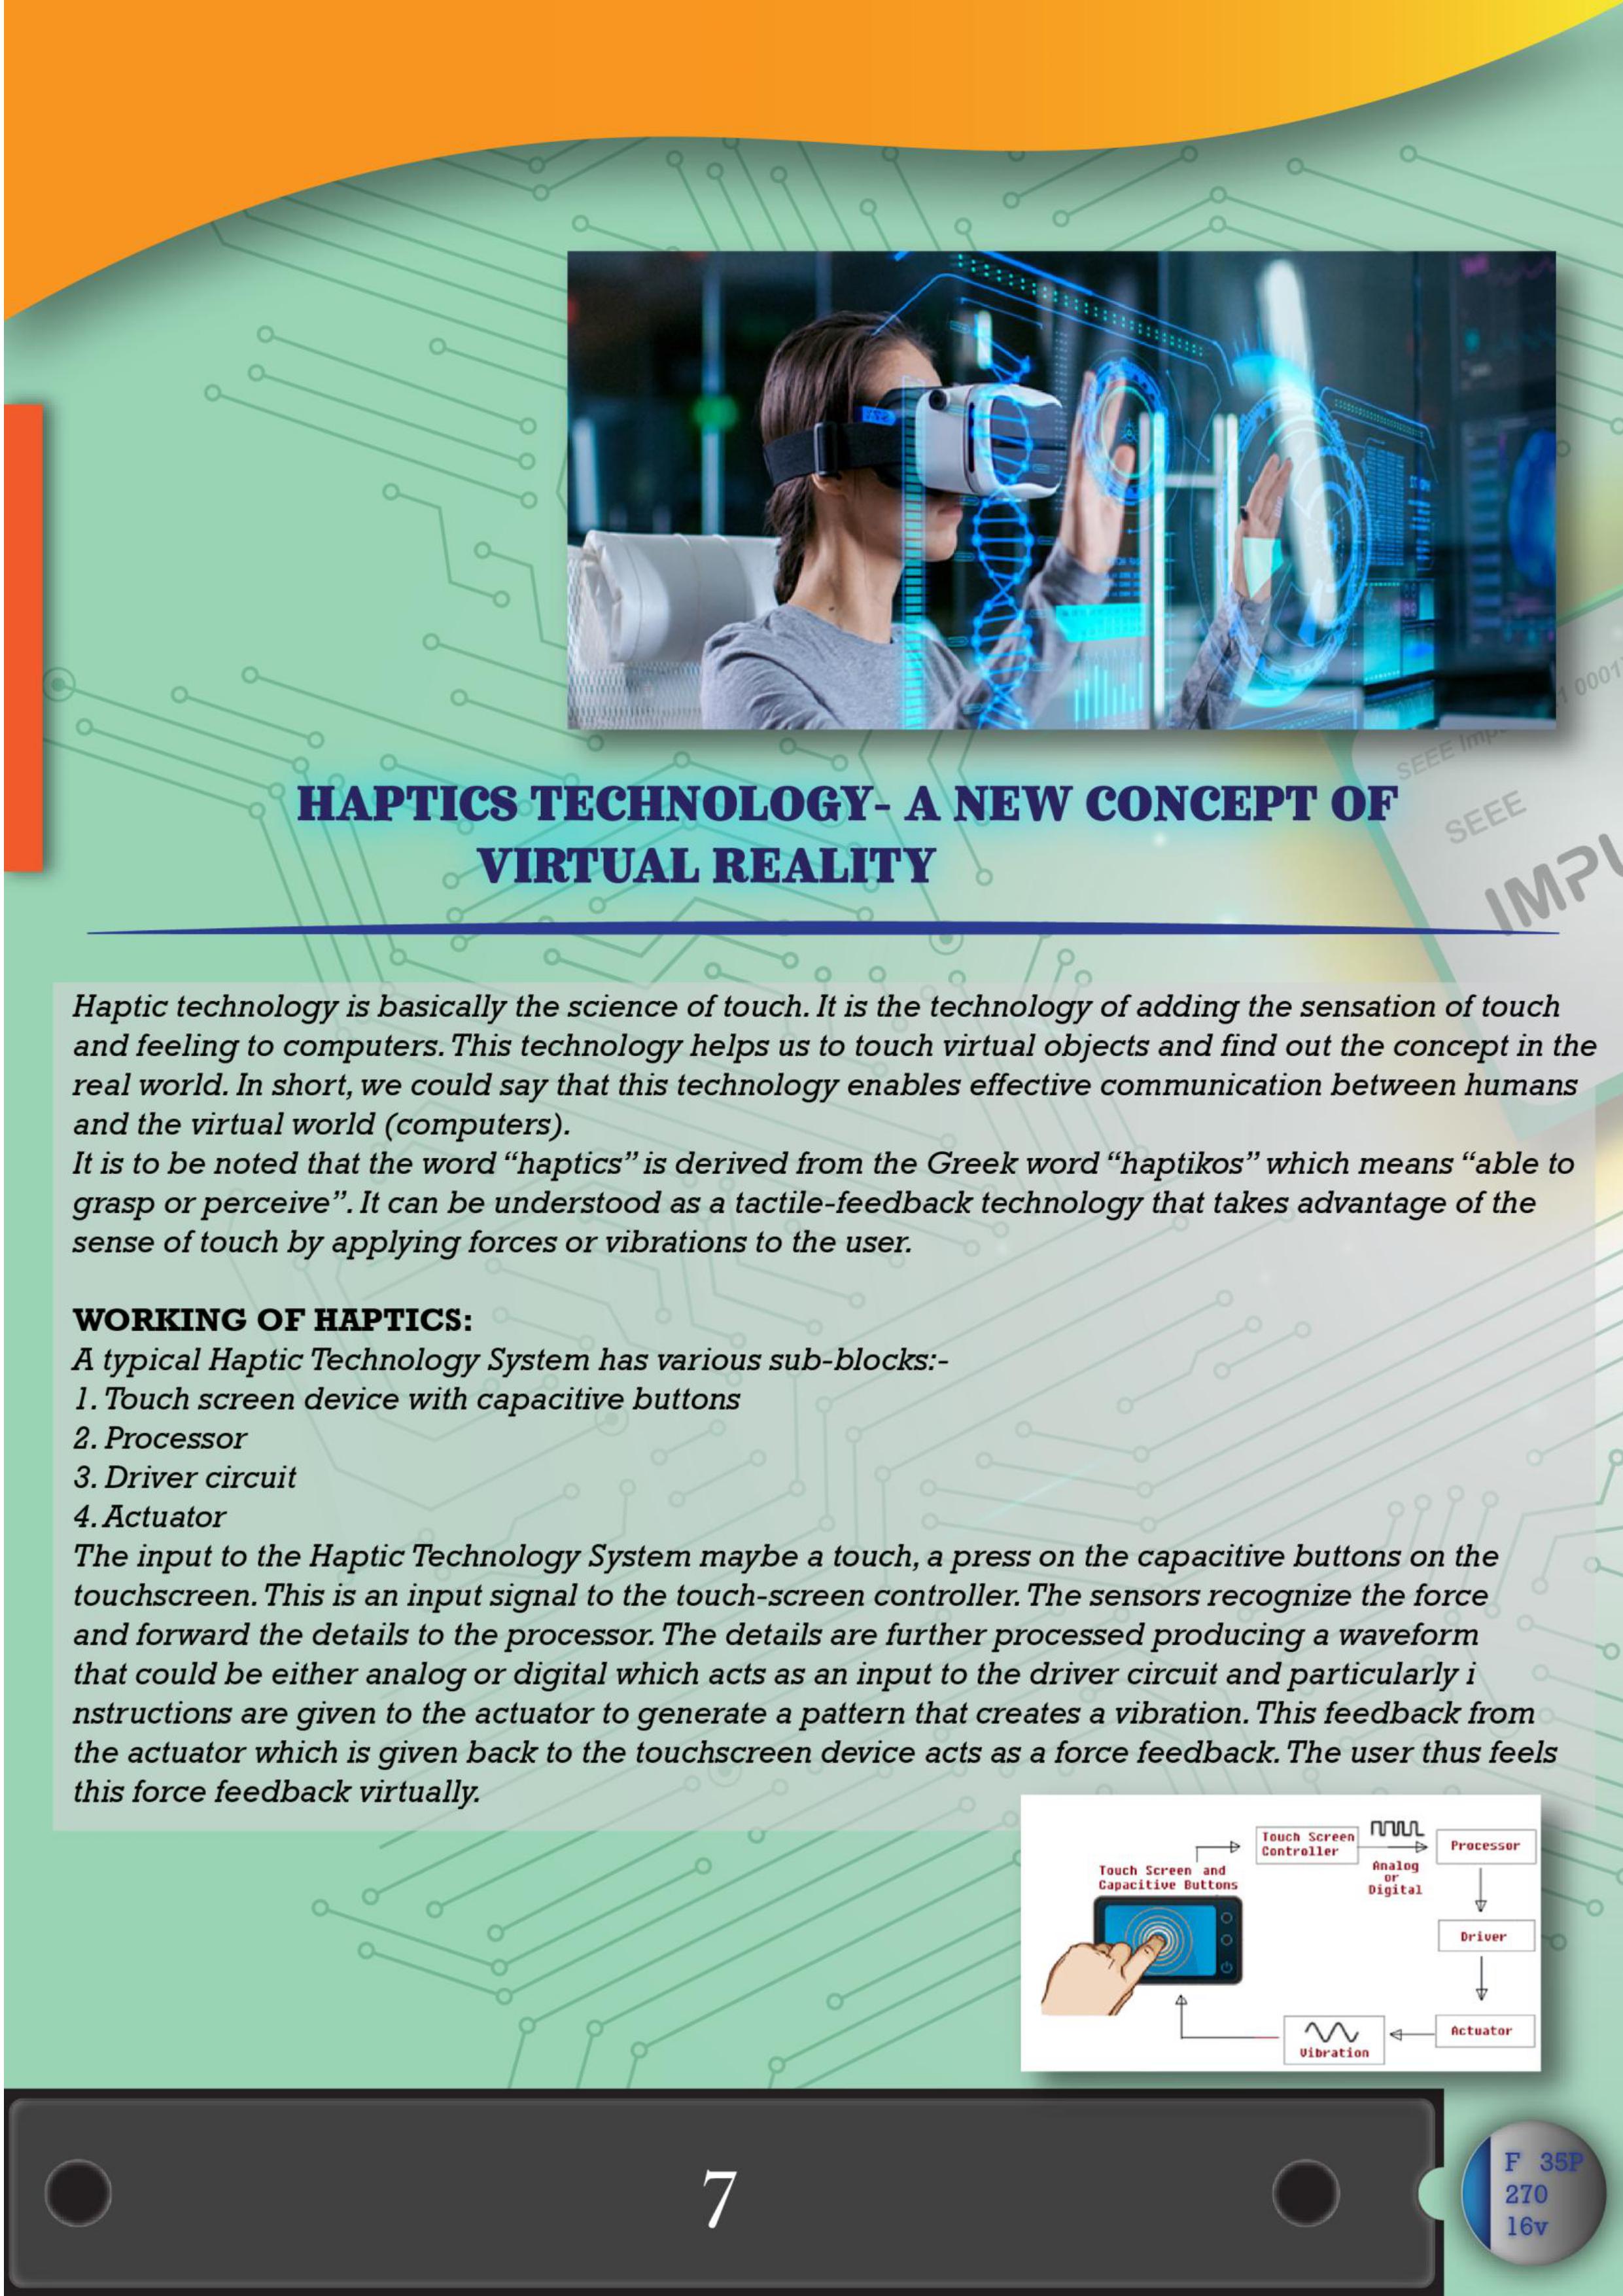 1 0001
SEEE Imp
SEEE
IMPU
HAPTICS TECHNOLOGY- A NEW CONCEPT OF
VIRTUAL REALITY
Haptic technology is basically the science of touch. It is the technology of adding the sensation of touch
and feeling to computers. This technology helps us to touch virtual objects and find out the concept in the
real world. In short, we could say that this technology enables effective communication between humans
and the virtual world (computers).
It is to be noted that the word “haptics” is derived from the Greek word “haptikos” which means “able to
grasp or perceive”. It can be understood as a tactile-feedback technology that takes advantage of the
sense of touch by applying forces or vibrations to the user.
WORKING OF HAPTICS:
A typical Haptic Technology System has various sub-blocks:-
1. Touch screen device with capacitive buttons
2. Processor
3. Driver circuit
4. Actuator
The input to the Haptic Technology System maybe a touch, a press on the capacitive buttons on the
touchscreen. This is an input signal to the touch-screen controller. The sensors recognize the force
and forward the details to the processor. The details are further processed producing a waveform
that could be either analog or digital which acts as an input to the driver circuit and particularly i
nstructions are given to the actuator to generate a pattern that creates a vibration. This feedback from
the actuator which is given back to the touchscreen device acts as a force feedback. The user thus feels
this force feedback virtually.
Touch Screen and
Capacitive Buttons
Touch Screen
Controller
Analog
or
Digital
Processor
Driver
Actuator
Vibration
7
F 35P
270
16v